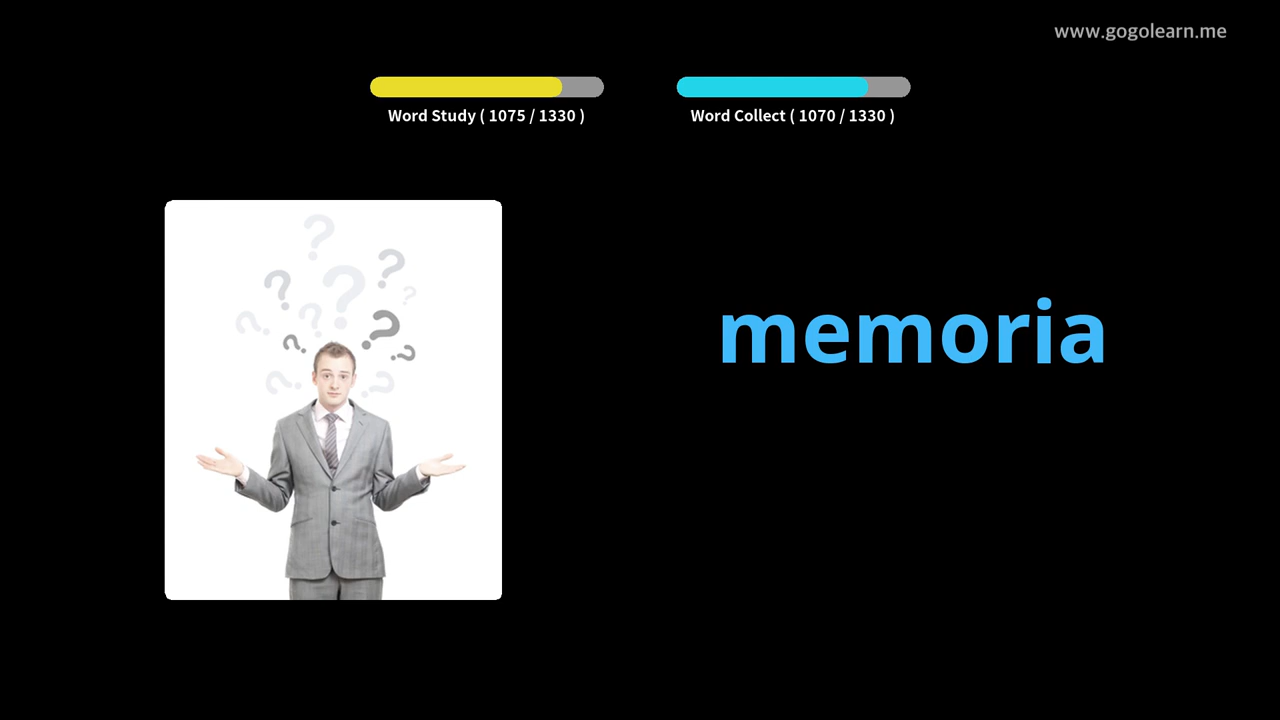 www.gogolearn.me
Word Study ( 1075 / 1330 )
Word Collect ( 1070 / 1330 )
? ? ? ? ? ? ? ? ? ? ?
memoria